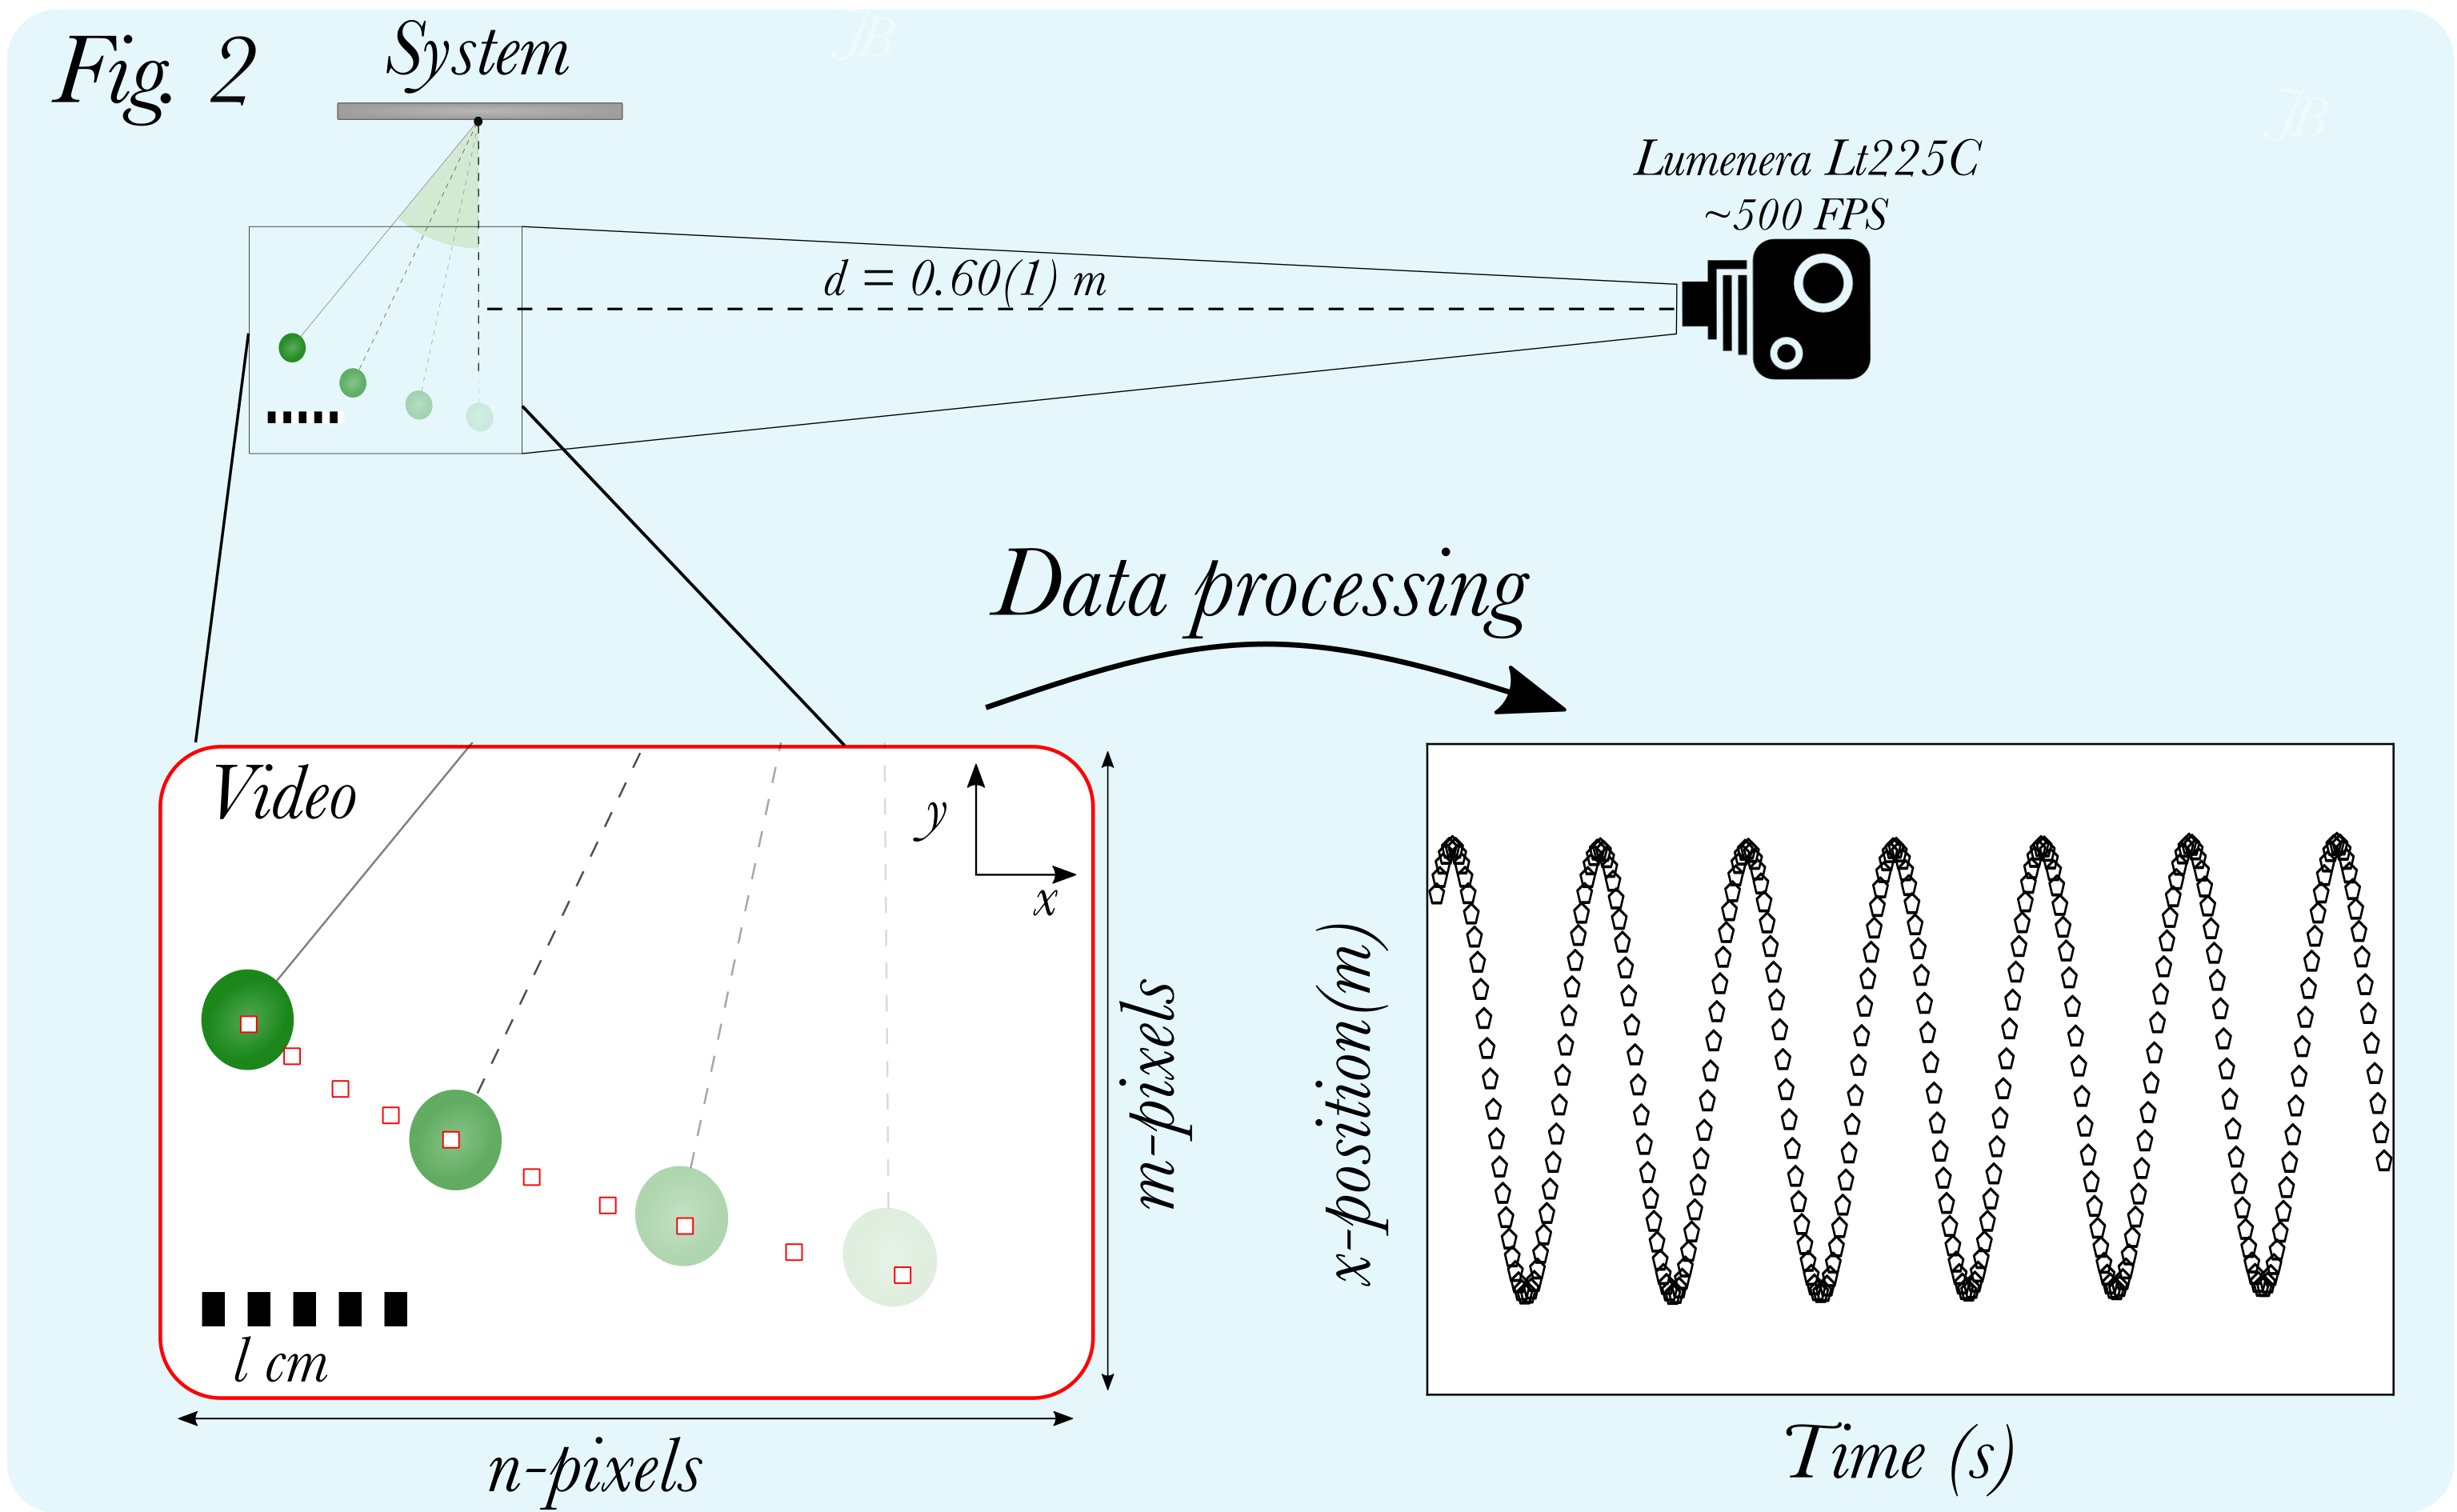 Fig. 2
System
JB
JB
Lumenera Lt225C
~500 FPS
d = 0.60(1) m
Data processing
Video
y
x
l cm
m-pixels
n-pixels
x-position(m)
Time (s)